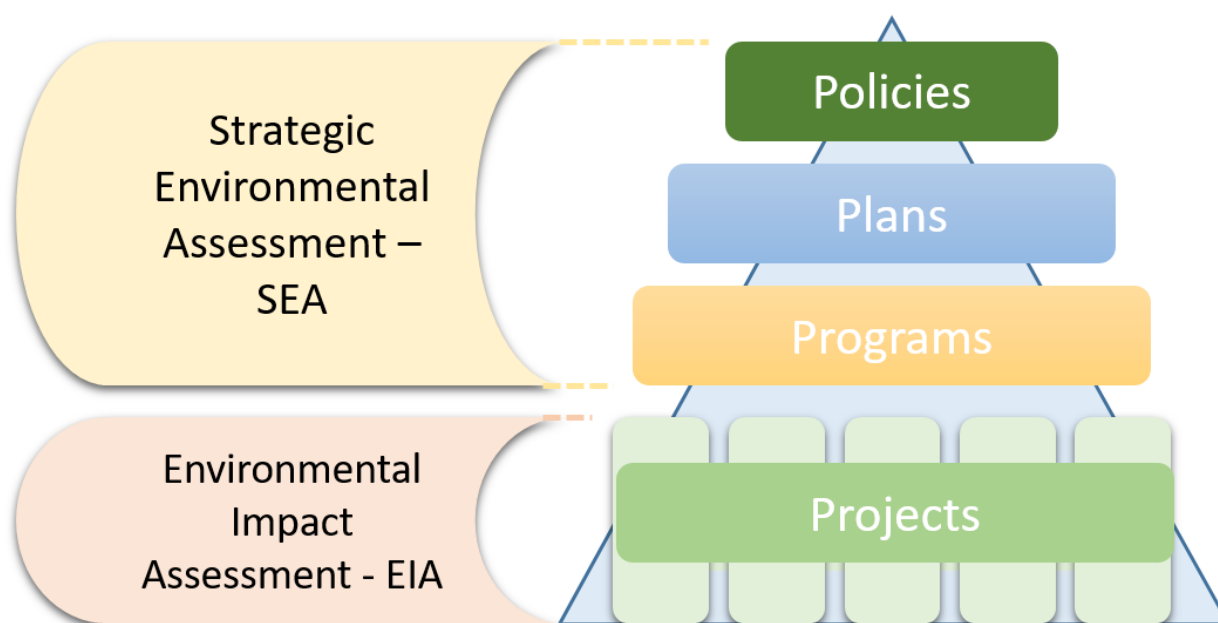 Strategic
Environmental
Assessment –
SEA
Policies
Plans
Programs
Environmental
Impact
Assessment - EIA
Projects